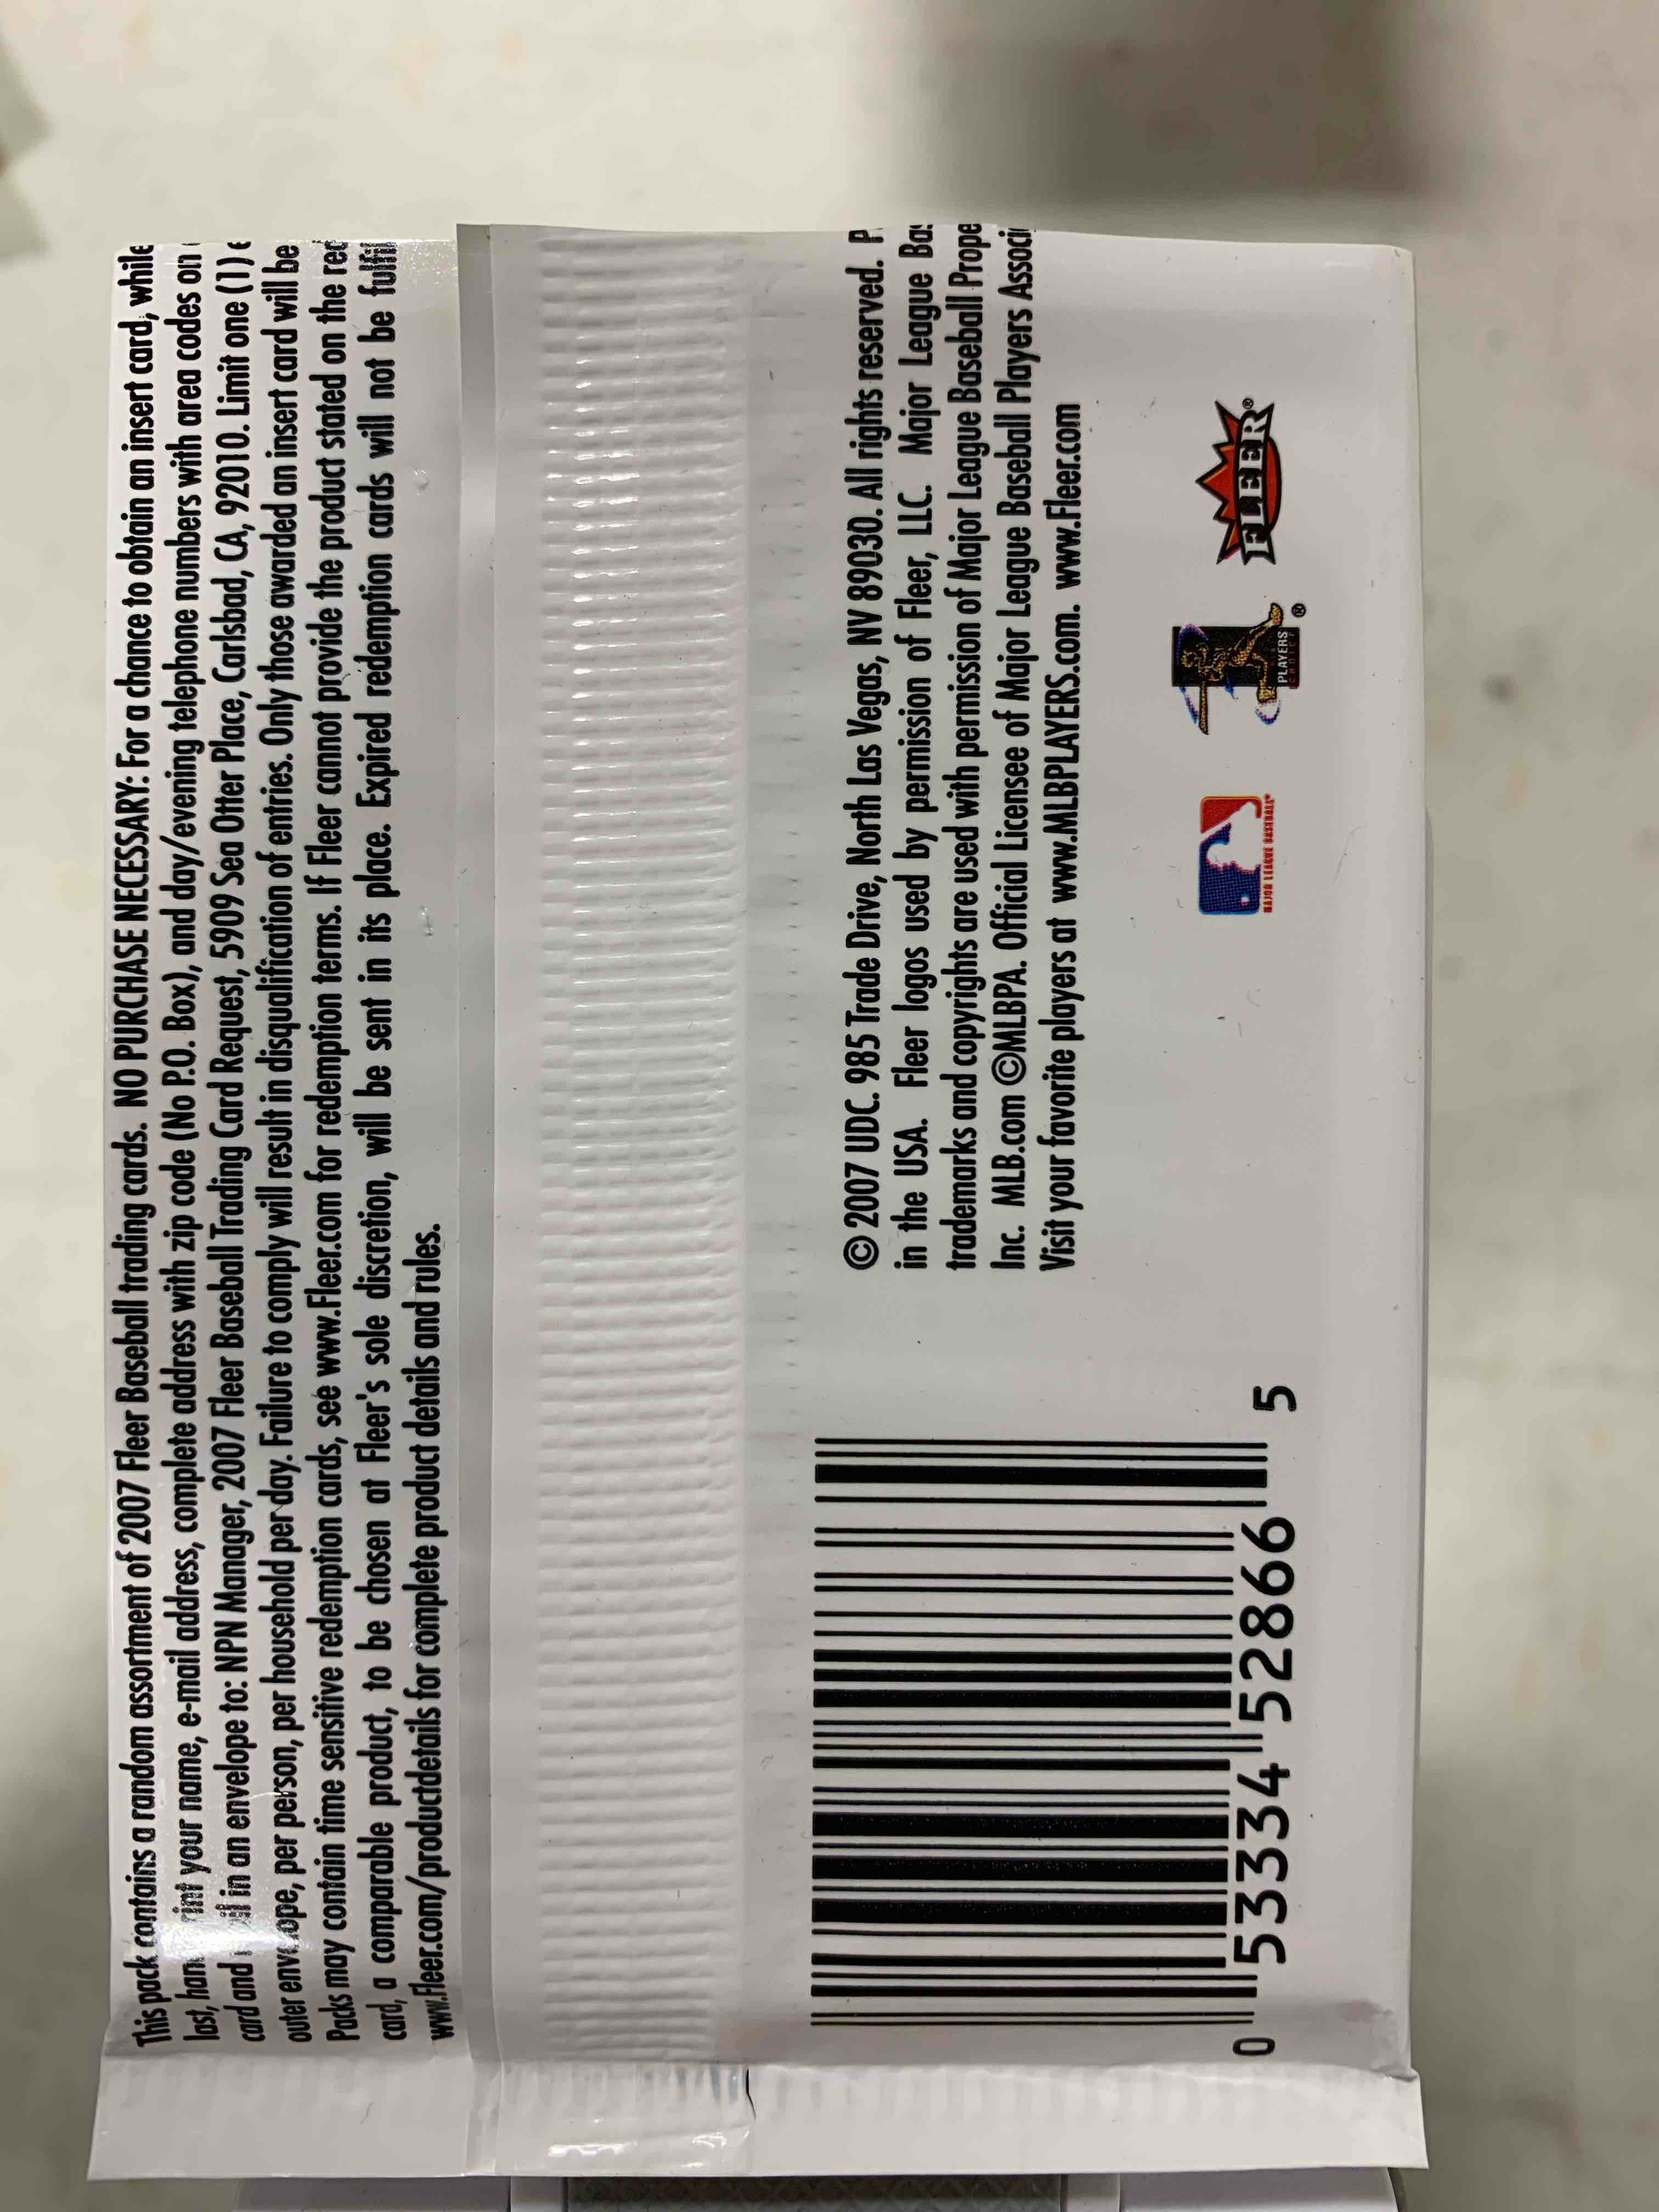 This pack contains a random assortment of 2007 Fleer Baseball trading cards. NO PURCHASE NECESSARY: For a chance to obtain an insert card, while
last, your name, e-mail address, complete address with zip code (No P.O. Box), and day/evening telephone numbers with area codes on
card and in an envelope to: NPN Manager, 2007 Fleer Baseball Trading Card Request, 5909 Sea Otter Place, Carlsbad, CA, 92010. Limit one (1)
outer envelope, per person, per household per day. Failure to comply will result in disqualification of entries. Only those awarded an insert card will be
Packs may contain time sensitive redemption cards, see www.Fleer.com for redemption terms. If Fleer cannot provide the product stated on the
card, a comparable product, to be chosen at Fleer's sole discretion, will be sent in its place. Expired redemption cards will not be
www.Fleer.com/productdetails for complete product details and rules.
© 2007 UDC. 985 Trade Drive, North Las Vegas, NV 89030. All rights reserved. P
in the USA. Fleer logos used by permission of Fleer, LLC. Major League Bas
trademarks and copyrights are used with permission of Major League Baseball Prope
Inc. MLB.com ©MLBPA. Official Licensee of Major League Baseball Players Associ
Visit your favorite players at www.MLBPLAYERS.com. www.Fleer.com
MAJOR LEAGUE BASEBALL
PLAYERS
CHOICE
®
FLEER®
0 53334 52866 5